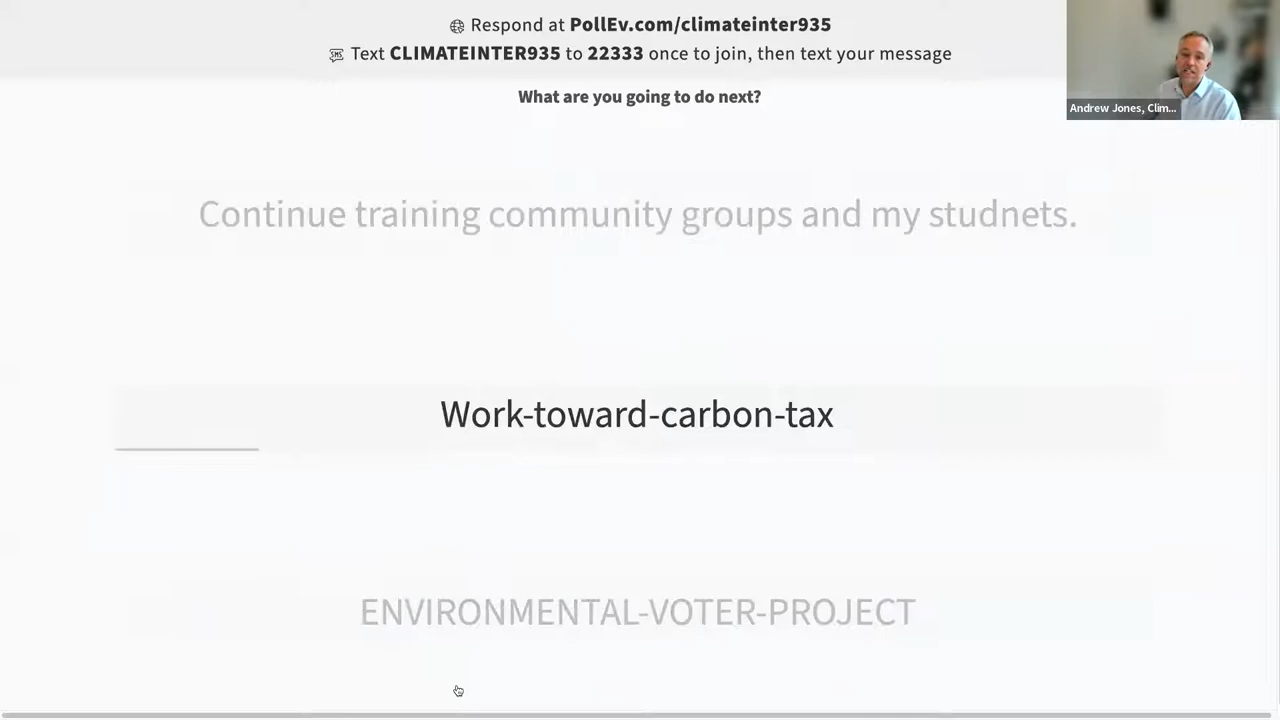 Respond at PollEv.com/climateinter935
Text CLIMATEINTER935 to 22333 once to join, then text your message
What are you going to do next?
Andrew Jones, Clim...
Continue training community groups and my studnets.
Work-toward-carbon-tax
ENVIRONMENTAL-VOTER-PROJECT